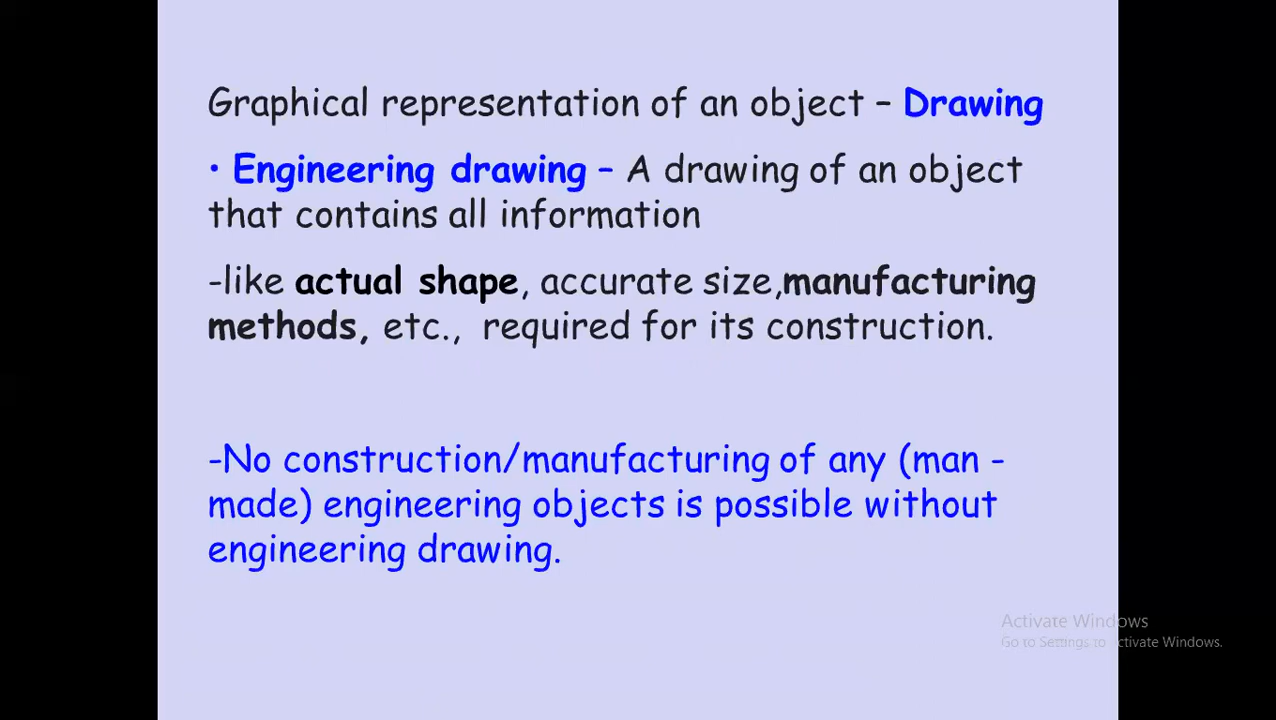 Graphical representation of an object – Drawing
• Engineering drawing – A drawing of an object
that contains all information
-like actual shape, accurate size,manufacturing
methods, etc., required for its construction.
-No construction/manufacturing of any (man -
made) engineering objects is possible without
engineering drawing.
Activate Windows
Go to Settings to activate Windows.